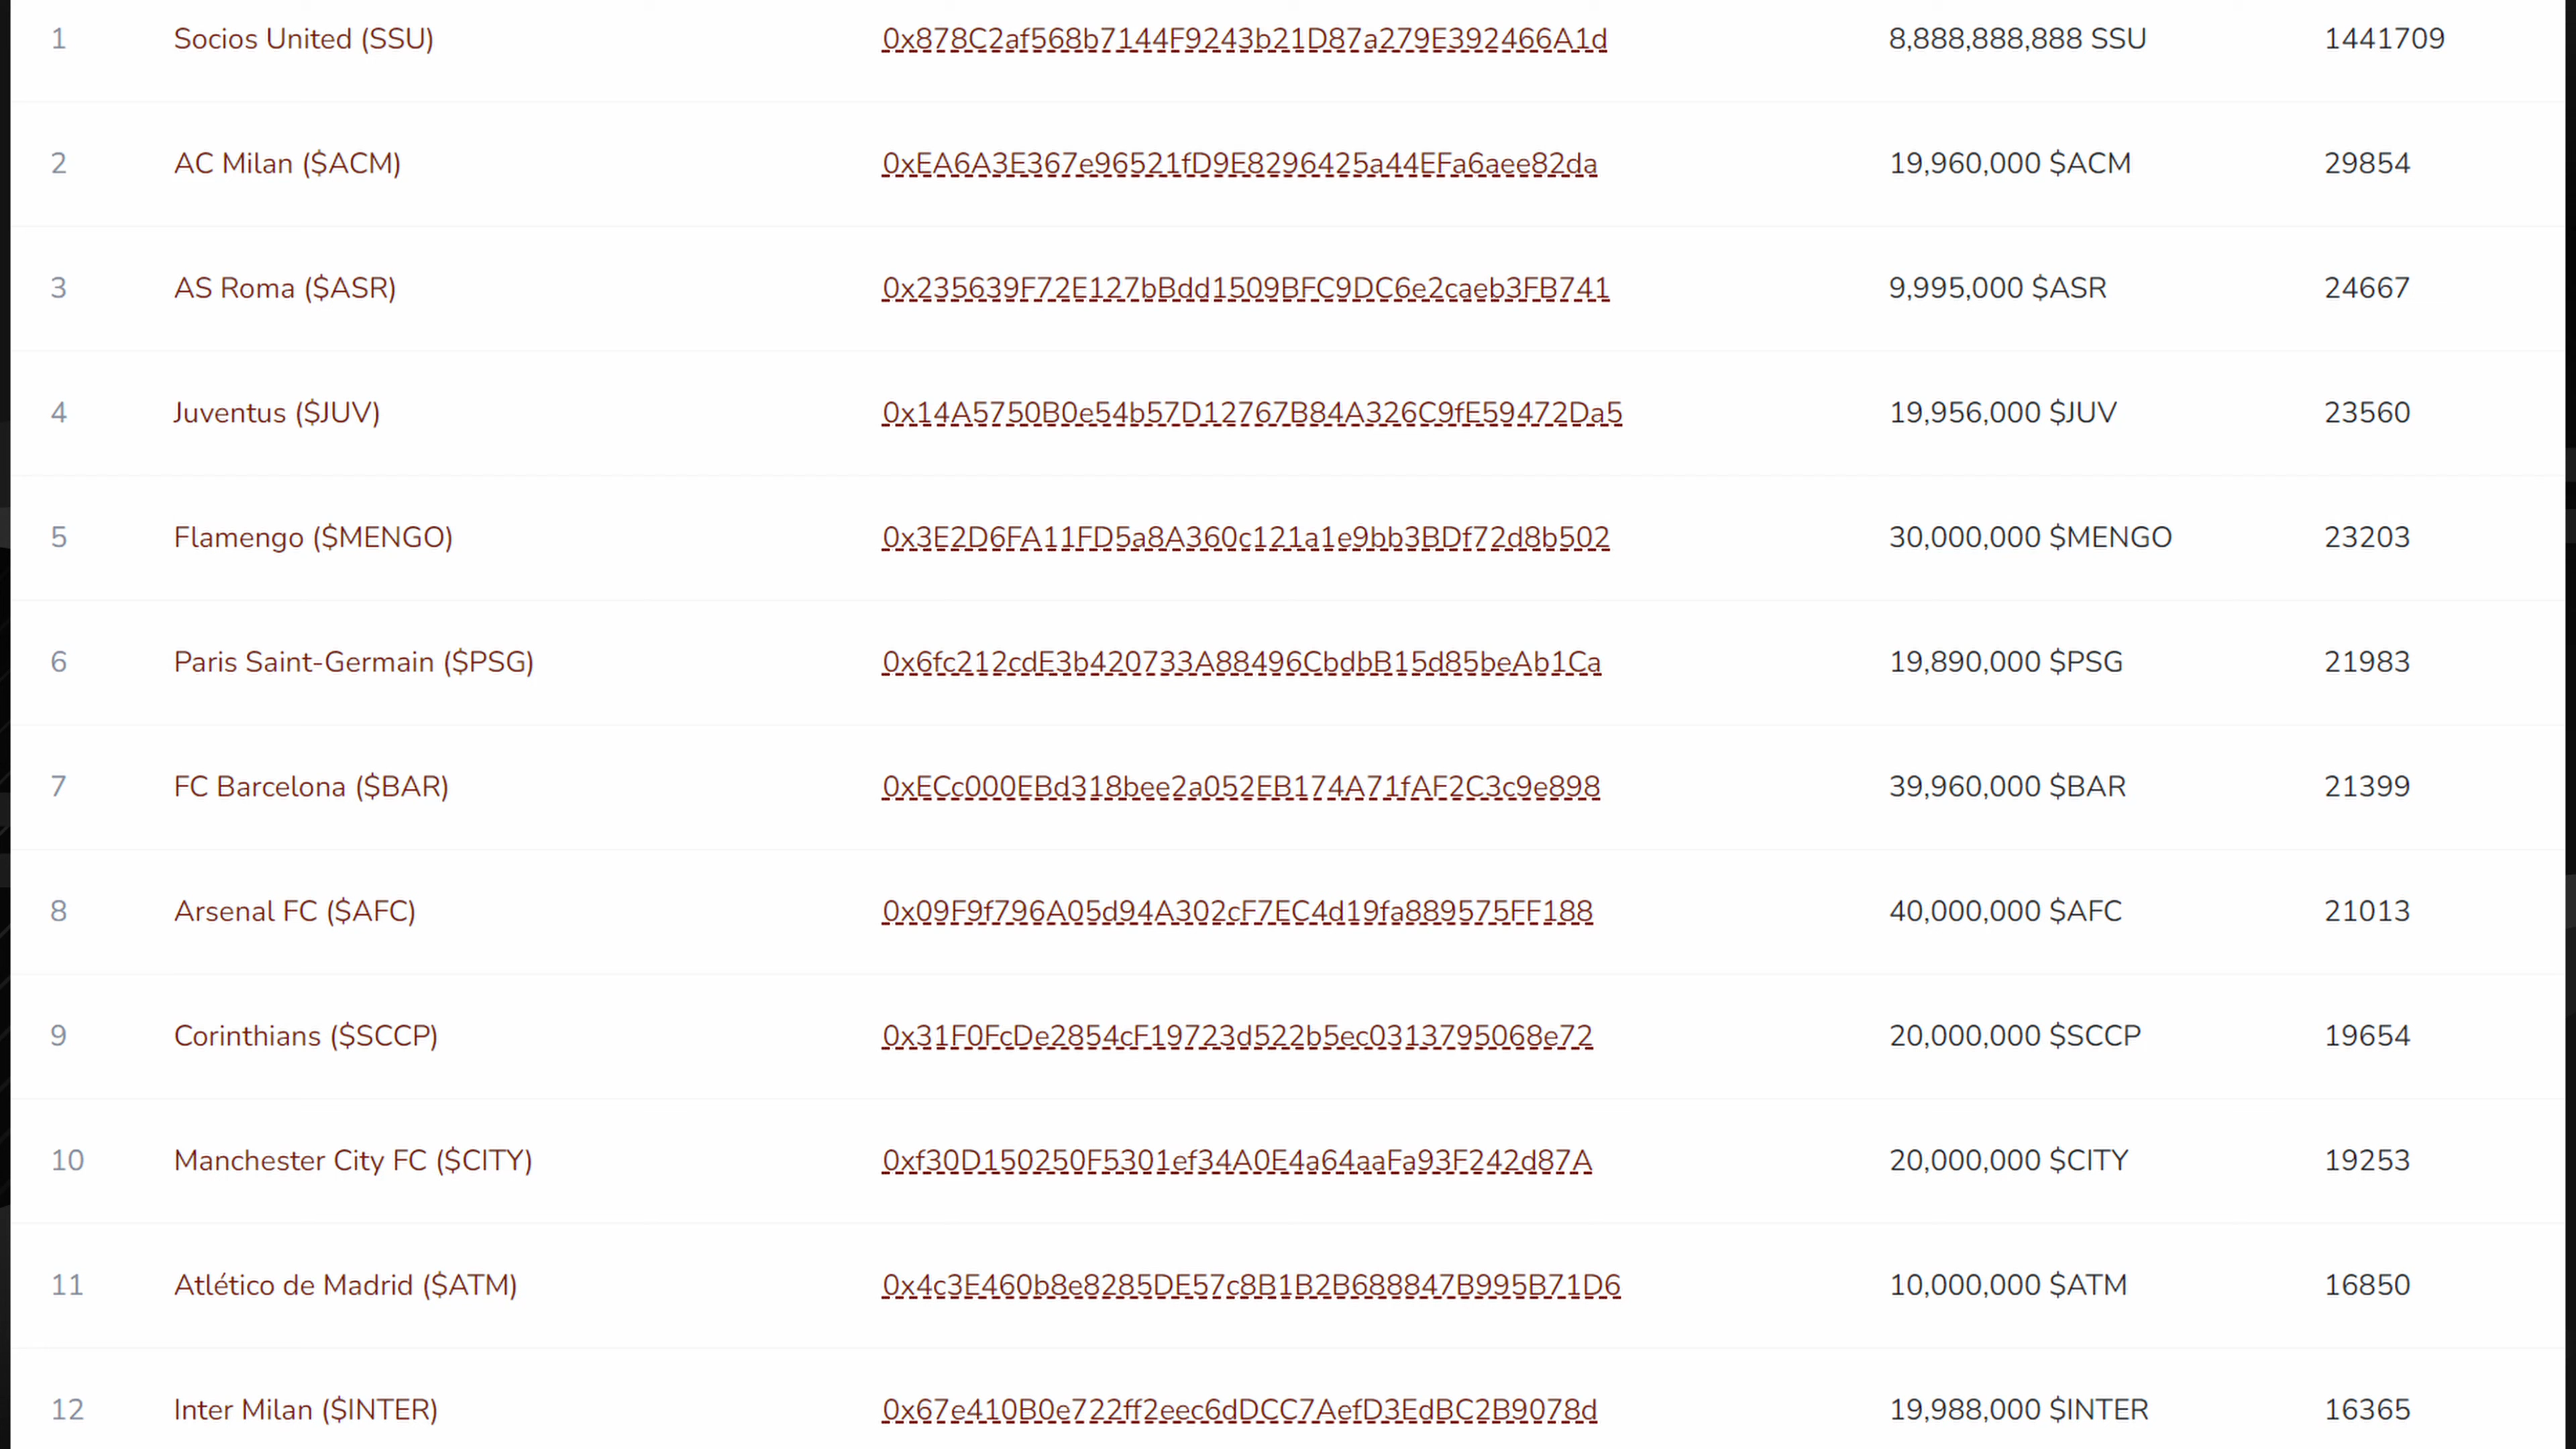 1 Socios United (SSU) 0x878C2af568b7144F9243b21D87a279E392466A1d 8,888,888,888 SSU 1441709
2 AC Milan ($ACM) 0xEA6A3E367e96521fD9E8296425a44EFa6aee82da 19,960,000 $ACM 29854
3 AS Roma ($ASR) 0x235639F72E127bBdd1509BFC9DC6e2caeb3FB741 9,995,000 $ASR 24667
4 Juventus ($JUV) 0x14A5750B0e54b57D12767B84A326C9fE59472Da5 19,956,000 $JUV 23560
5 Flamengo ($MENGO) 0x3E2D6FA11FD5a8A360c121a1e9bb3BDf72d8b502 30,000,000 $MENGO 23203
6 Paris Saint-Germain ($PSG) 0x6fc212cdE3b420733A88496CbdbB15d85beAb1Ca 19,890,000 $PSG 21983
7 FC Barcelona ($BAR) 0xECc000EBd318bee2a052EB174A71fAF2C3c9e898 39,960,000 $BAR 21399
8 Arsenal FC ($AFC) 0x09F9f796A05d94A302cF7EC4d19fa889575FF188 40,000,000 $AFC 21013
9 Corinthians ($SCCP) 0x31F0FcDe2854cF19723d522b5ec0313795068e72 20,000,000 $SCCP 19654
10 Manchester City FC ($CITY) 0xf30D150250F5301ef34A0E4a64aaFa93F242d87A 20,000,000 $CITY 19253
11 Atlético de Madrid ($ATM) 0x4c3E460b8e8285DE57c8B1B2B688847B995B71D6 10,000,000 $ATM 16850
12 Inter Milan ($INTER) 0x67e410B0e722ff2eec6dDCC7AefD3EdBC2B9078d 19,988,000 $INTER 16365